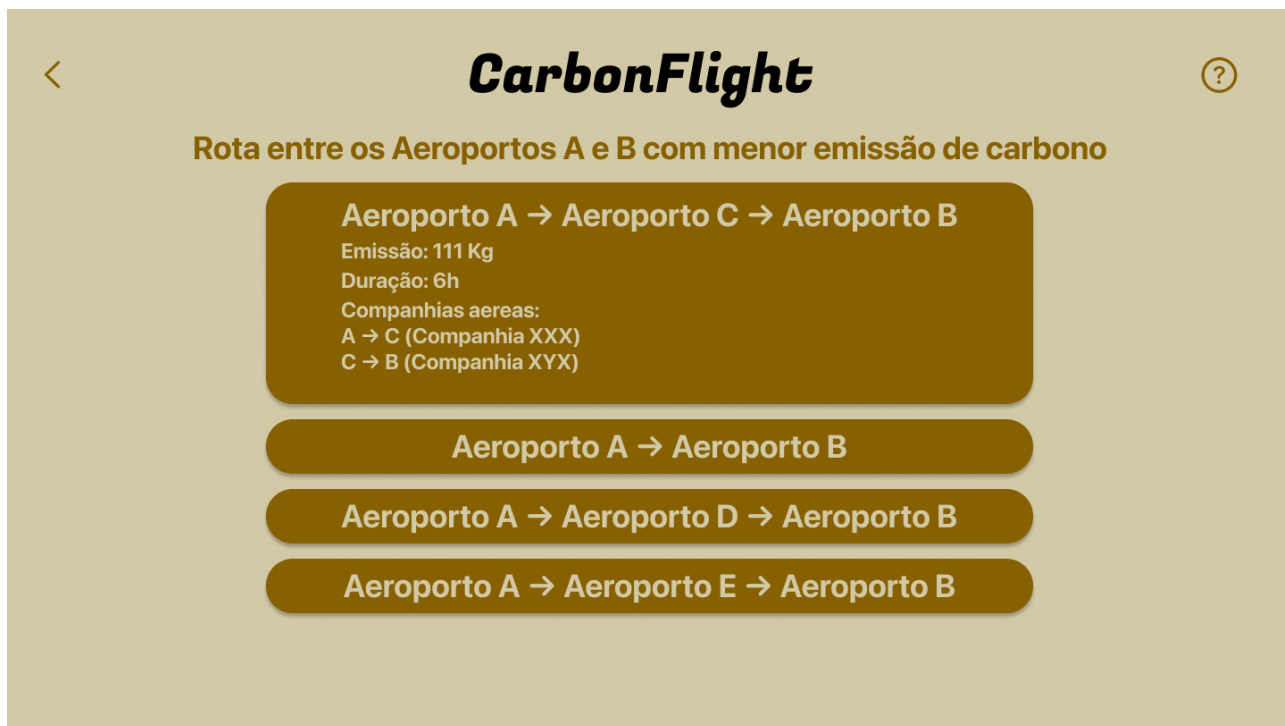 CarbonFlight
?
Rota entre os Aeroportos A e B com menor emissão de carbono
Aeroporto A → Aeroporto C → Aeroporto B
Emissão: 111 Kg
Duração: 6h
Companhias aereas:
A → C (Companhia XXX)
C → B (Companhia XYX)
Aeroporto A → Aeroporto B
Aeroporto A → Aeroporto D → Aeroporto B
Aeroporto A → Aeroporto E → Aeroporto B